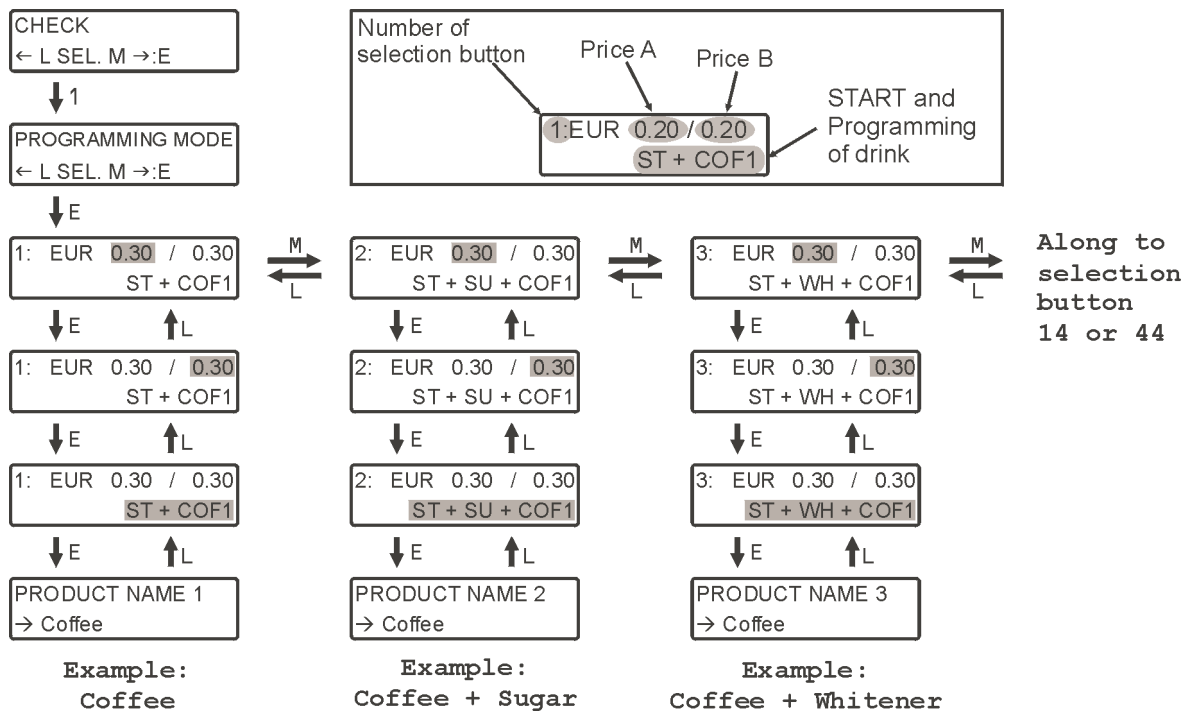 CHECK
← L SEL. M →:E
1
PROGRAMMING MODE
← L SEL. M →:E
E
Number of
selection button
Price A
Price B
START and
Programming
of drink
1:EUR 0.20 / 0.20
ST + COF1
1: EUR 0.30 / 0.30
ST + COF1
M
L
2: EUR 0.30 / 0.30
ST + SU + COF1
M
L
3: EUR 0.30 / 0.30
ST + WH + COF1
M
L
Along to
selection
button
14 or 44
E L E L E L
1: EUR 0.30 / 0.30
ST + COF1
2: EUR 0.30 / 0.30
ST + SU + COF1
3: EUR 0.30 / 0.30
ST + WH + COF1
E L E L E L
1: EUR 0.30 / 0.30
ST + COF1
2: EUR 0.30 / 0.30
ST + SU + COF1
3: EUR 0.30 / 0.30
ST + WH + COF1
E L E L E L
PRODUCT NAME 1
→ Coffee
PRODUCT NAME 2
→ Coffee
PRODUCT NAME 3
→ Coffee
Example:
Coffee
Example:
Coffee + Sugar
Example:
Coffee + Whitener